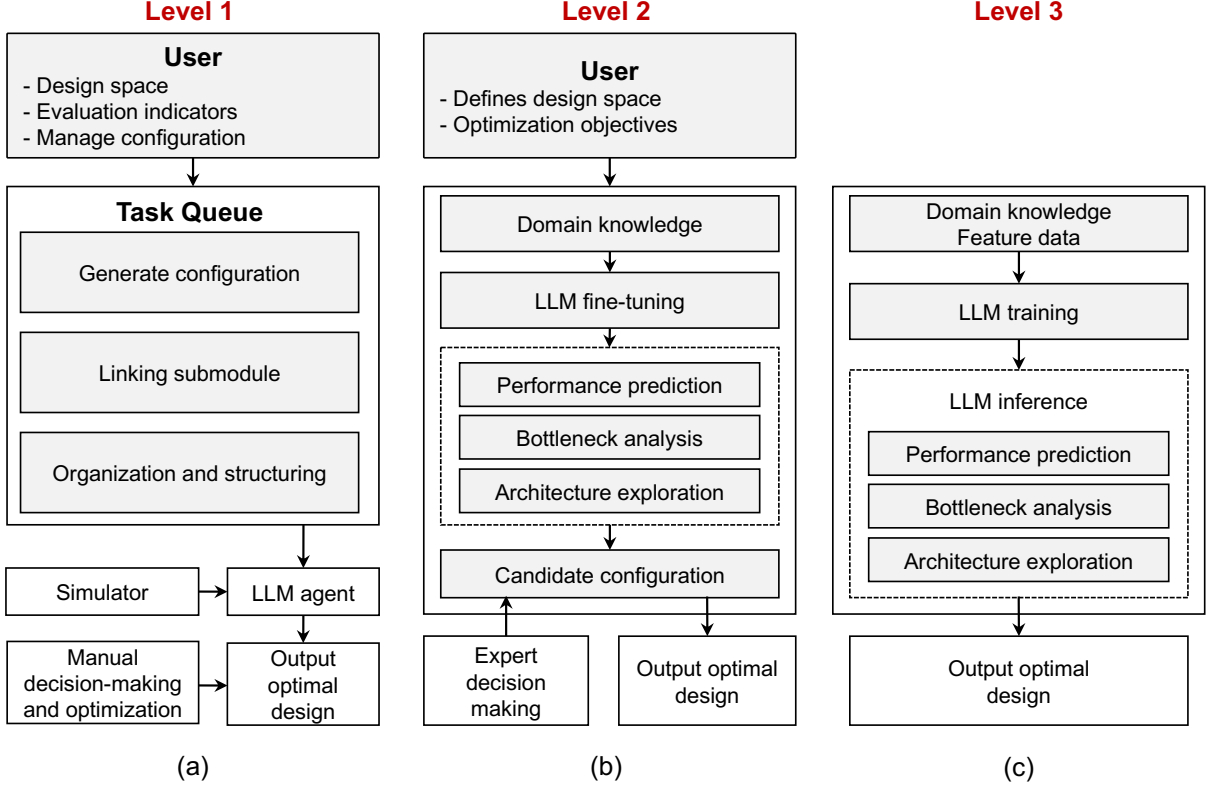 Level 1
User
- Design space
- Evaluation indicators
- Manage configuration
Task Queue
Generate configuration
Linking submodule
Organization and structuring
Simulator
LLM agent
Manual
decision-making
and optimization
Output
optimal
design
(a)
Level 2
User
- Defines design space
- Optimization objectives
Domain knowledge
LLM fine-tuning
Performance prediction
Bottleneck analysis
Architecture exploration
Candidate configuration
Expert
decision
making
Output optimal
design
(b)
Level 3
Domain knowledge
Feature data
LLM training
LLM inference
Performance prediction
Bottleneck analysis
Architecture exploration
Output optimal
design
(c)